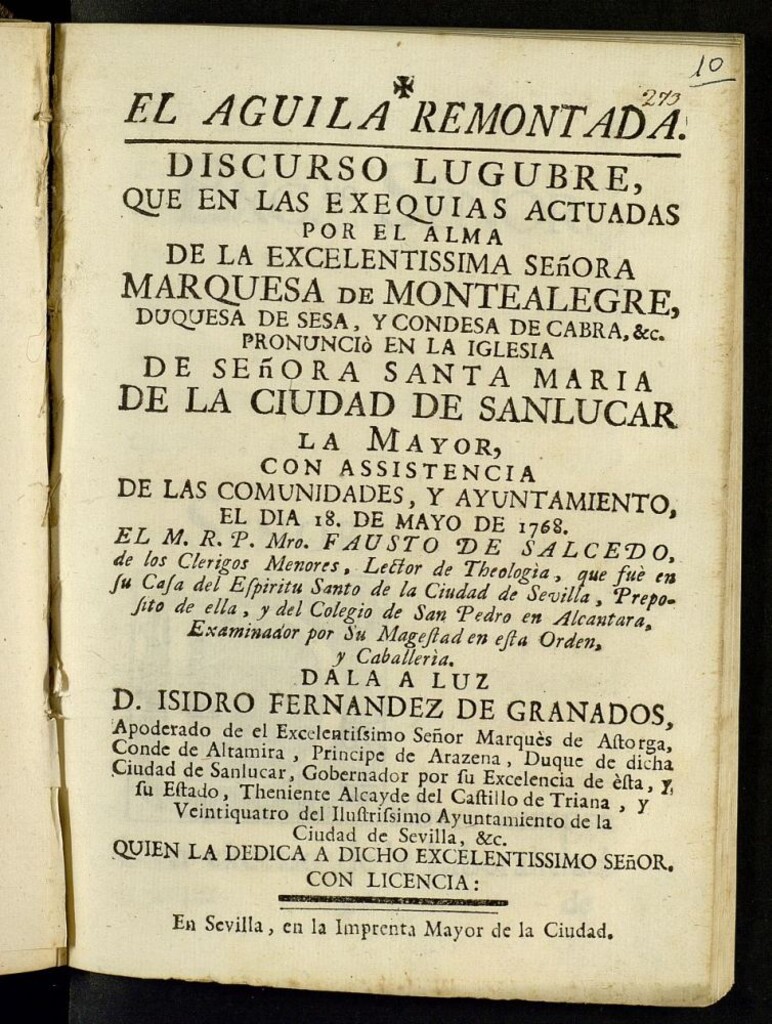 10
273
✠
EL AGUILA REMONTADA.
DISCURSO LUGUBRE,
QUE EN LAS EXEQUIAS ACTUADAS
POR EL ALMA
DE LA EXCELENTISSIMA SEñORA
MARQUESA DE MONTEALEGRE,
DUQUESA DE SESA, Y CONDESA DE CABRA, &c.
PRONUNCIò EN LA IGLESIA
DE SEñORA SANTA MARIA
DE LA CIUDAD DE SANLUCAR
LA MAYOR,
CON ASSISTENCIA
DE LAS COMUNIDADES, Y AYUNTAMIENTO,
EL DIA 18. DE MAYO DE 1768.
EL M. R. P. Mro. FAUSTO DE SALCEDO,
de los Clerigos Menores, Lector de Theologìa, que fuè en
ſu Caſa del Eſpiritu Santo de la Ciudad de Sevilla, Prepo-
ſito de ella, y del Colegio de San Pedro en Alcantara,
Examinador por Su Mageſtad en eſta Orden,
y Caballerìa.
DALA A LUZ
D. ISIDRO FERNANDEZ DE GRANADOS,
Apoderado de el Excelentiſsimo Señor Marquès de Aſtorga,
Conde de Altamira, Principe de Arazena, Duque de dicha
Ciudad de Sanlucar, Gobernador por ſu Excelencia de èſta, y
ſu Eſtado, Theniente Alcayde del Caſtillo de Triana, y
Veintiquatro del Iluſtriſsimo Ayuntamiento de la
Ciudad de Sevilla, &c.
QUIEN LA DEDICA A DICHO EXCELENTISSIMO SEñOR.
CON LICENCIA:
En Sevilla, en la Imprenta Mayor de la Ciudad.